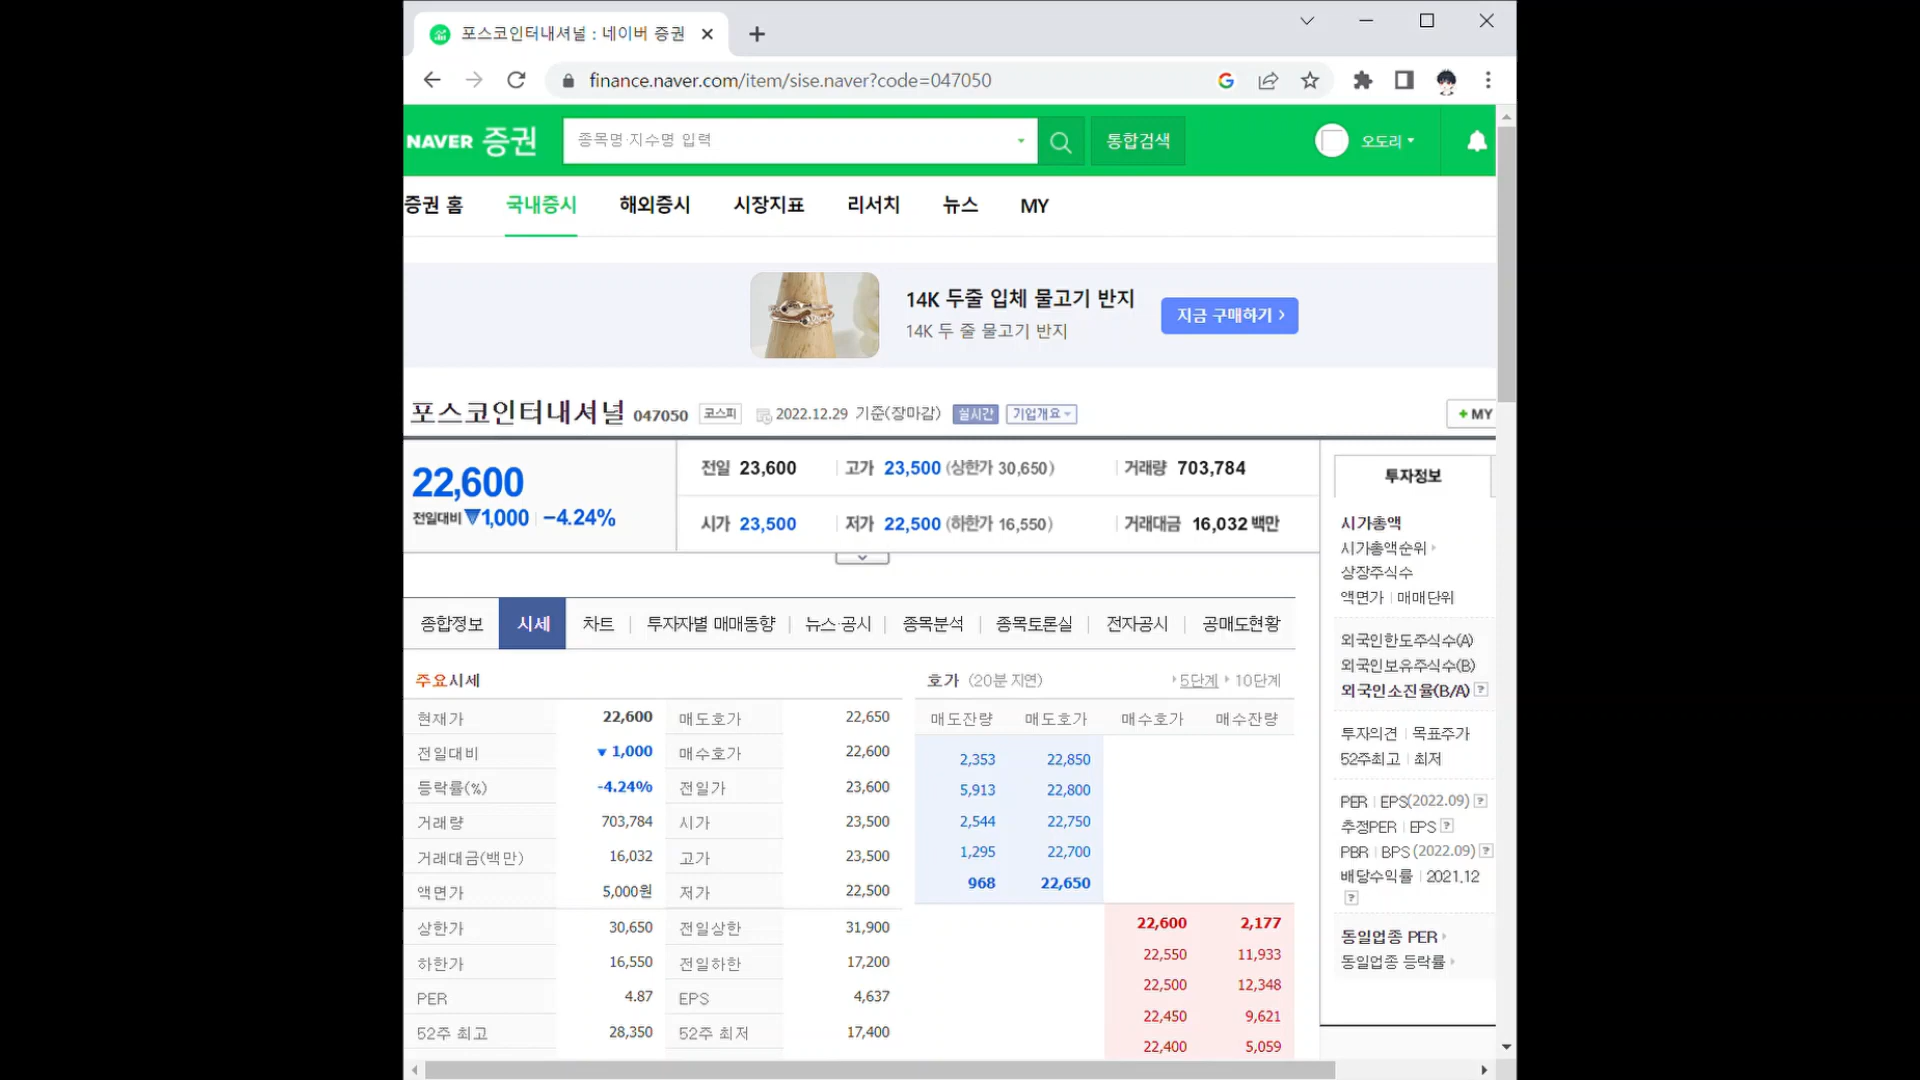 포스코인터내셔널 : 네이버 증권
finance.naver.com/item/sise.naver?code=047050
NAVER 증권
종목명·지수명 입력
통합검색
오도리
증권 홈 국내증시 해외증시 시장지표 리서치 뉴스 MY
14K 두줄 입체 물고기 반지
14K 두 줄 물고기 반지
지금 구매하기 >
포스코인터내셔널 047050 코스피 2022.12.29 기준(장마감) 실시간 기업개요
+ MY
22,600
전일대비 ▼1,000 -4.24%
전일 23,600 고가 23,500 (상한가 30,650) 거래량 703,784
시가 23,500 저가 22,500 (하한가 16,550) 거래대금 16,032 백만
종합정보 시세 차트 투자자별 매매동향 뉴스·공시 종목분석 종목토론실 전자공시 공매도현황
주요시세
현재가 22,600 매도호가 22,650
전일대비 ▼ 1,000 매수호가 22,600
등락률(%) -4.24% 전일가 23,600
거래량 703,784 시가 23,500
거래대금(백만) 16,032 고가 23,500
액면가 5,000원 저가 22,500
상한가 30,650 전일상한 31,900
하한가 16,550 전일하한 17,200
PER 4.87 EPS 4,637
52주 최고 28,350 52주 최저 17,400
호가 (20분 지연) 5단계 10단계
매도잔량 매도호가 매수호가 매수잔량
2,353 22,850
5,913 22,800
2,544 22,750
1,295 22,700
968 22,650
22,600 2,177
22,550 11,933
22,500 12,348
22,450 9,621
22,400 5,059
투자정보
시가총액
시가총액순위
상장주식수
액면가 | 매매단위
외국인한도주식수(A)
외국인보유주식수(B)
외국인소진율(B/A) ?
투자의견 | 목표주가
52주최고 | 최저
PER | EPS(2022.09) ?
추정PER | EPS ?
PBR | BPS (2022.09) ?
배당수익률 | 2021.12
?
동일업종 PER
동일업종 등락률